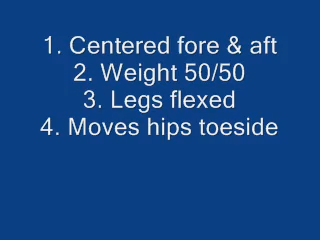 1. Centered fore & aft
2. Weight 50/50
3. Legs flexed
4. Moves hips toeside